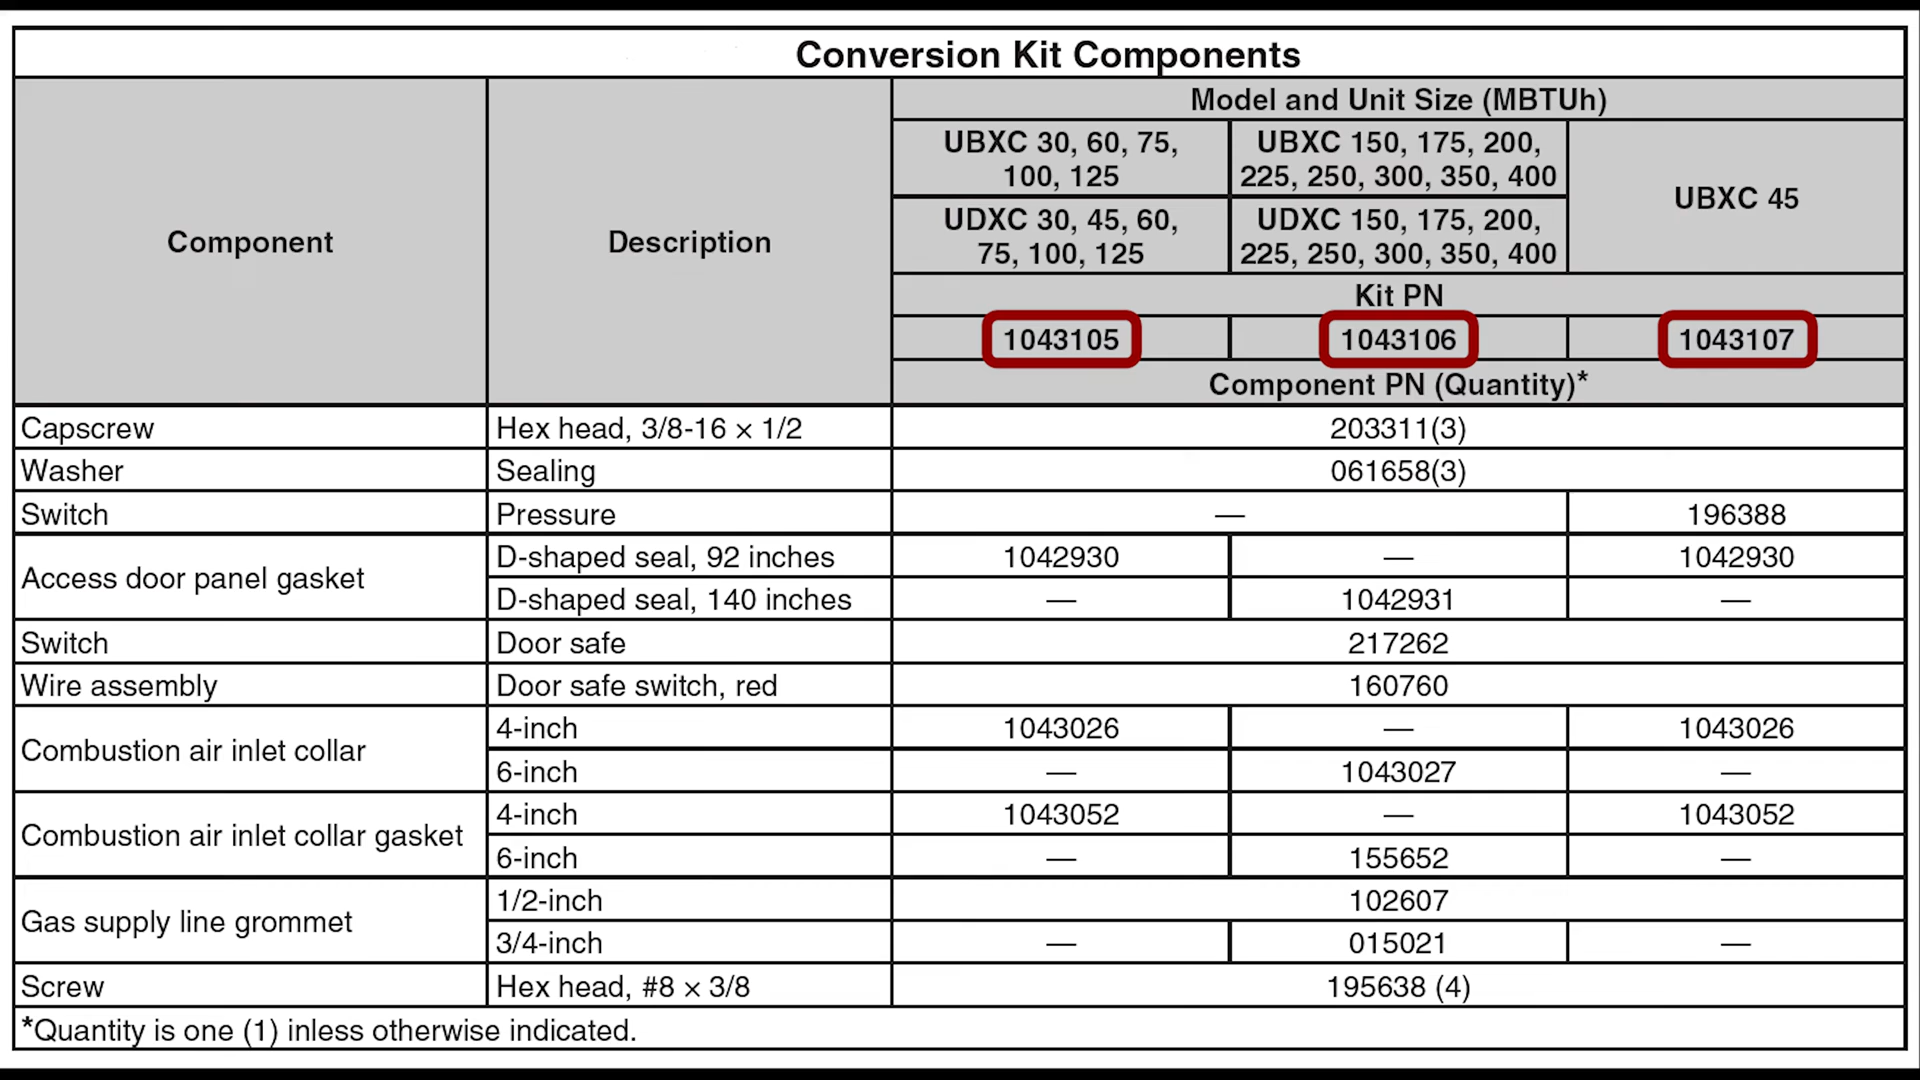 Conversion Kit Components
Component
Description
Model and Unit Size (MBTUh)
UBXC 30, 60, 75,
100, 125
UBXC 150, 175, 200,
225, 250, 300, 350, 400
UBXC 45
UDXC 30, 45, 60,
75, 100, 125
UDXC 150, 175, 200,
225, 250, 300, 350, 400
Kit PN
1043105 1043106 1043107
Component PN (Quantity)*
Capscrew Hex head, 3/8-16 × 1/2 203311(3)
Washer Sealing 061658(3)
Switch Pressure — 196388
Access door panel gasket
D-shaped seal, 92 inches 1042930 — 1042930
D-shaped seal, 140 inches — 1042931 —
Switch Door safe 217262
Wire assembly Door safe switch, red 160760
Combustion air inlet collar
4-inch 1043026 — 1043026
6-inch — 1043027 —
Combustion air inlet collar gasket
4-inch 1043052 — 1043052
6-inch — 155652 —
Gas supply line grommet
1/2-inch 102607
3/4-inch — 015021 —
Screw Hex head, #8 × 3/8 195638 (4)
*Quantity is one (1) inless otherwise indicated.